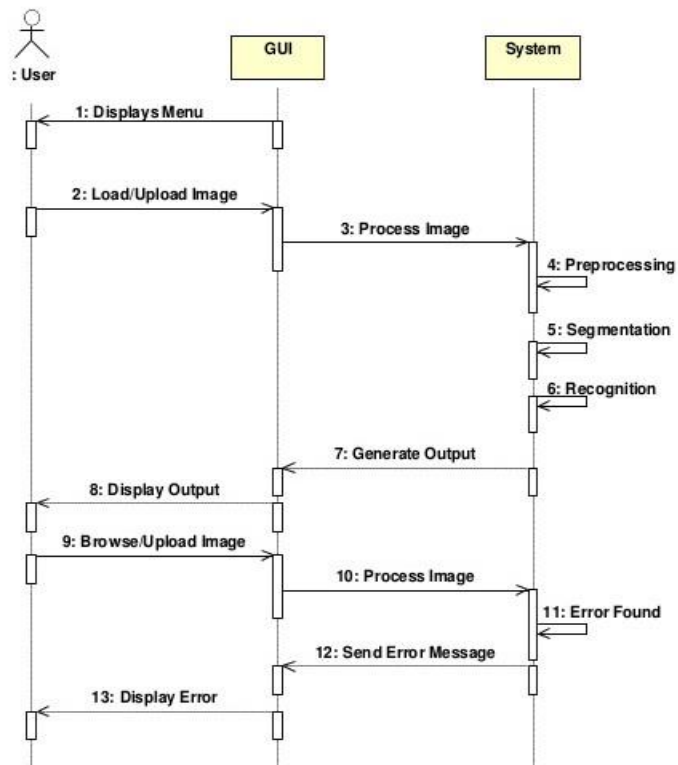 : User
GUI
System
1: Displays Menu
2: Load/Upload Image
3: Process Image
4: Preprocessing
5: Segmentation
6: Recognition
7: Generate Output
8: Display Output
9: Browse/Upload Image
10: Process Image
11: Error Found
12: Send Error Message
13: Display Error